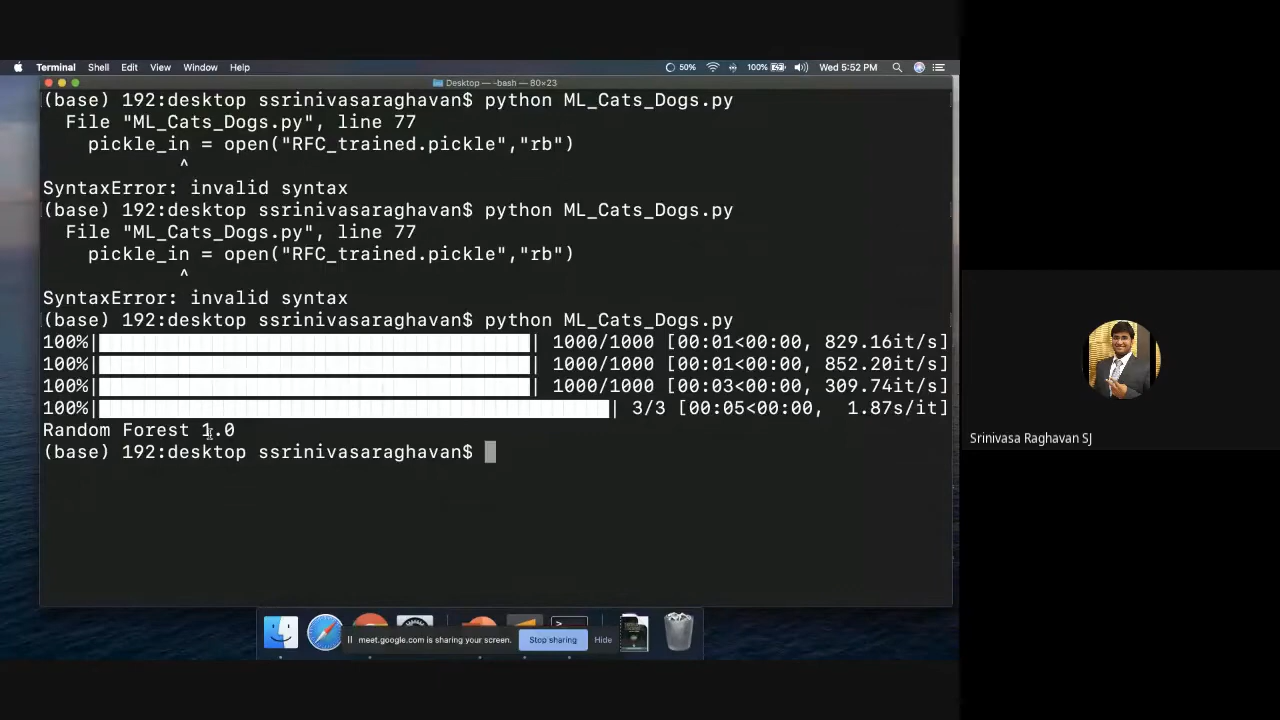 Terminal Shell Edit View Window Help 50% 100% Wed 5:52 PM
Desktop — -bash — 80×23
(base) 192:desktop ssrinivasaraghavan$ python ML_Cats_Dogs.py
File "ML_Cats_Dogs.py", line 77
pickle_in = open("RFC_trained.pickle","rb")
^
SyntaxError: invalid syntax
(base) 192:desktop ssrinivasaraghavan$ python ML_Cats_Dogs.py
File "ML_Cats_Dogs.py", line 77
pickle_in = open("RFC_trained.pickle","rb")
^
SyntaxError: invalid syntax
(base) 192:desktop ssrinivasaraghavan$ python ML_Cats_Dogs.py
100%| | 1000/1000 [00:01<00:00, 829.16it/s]
100%| | 1000/1000 [00:01<00:00, 852.20it/s]
100%| | 1000/1000 [00:03<00:00, 309.74it/s]
100%| | 3/3 [00:05<00:00, 1.87s/it]
Random Forest 1.0
(base) 192:desktop ssrinivasaraghavan$
Srinivasa Raghavan SJ
meet.google.com is sharing your screen. Stop sharing Hide